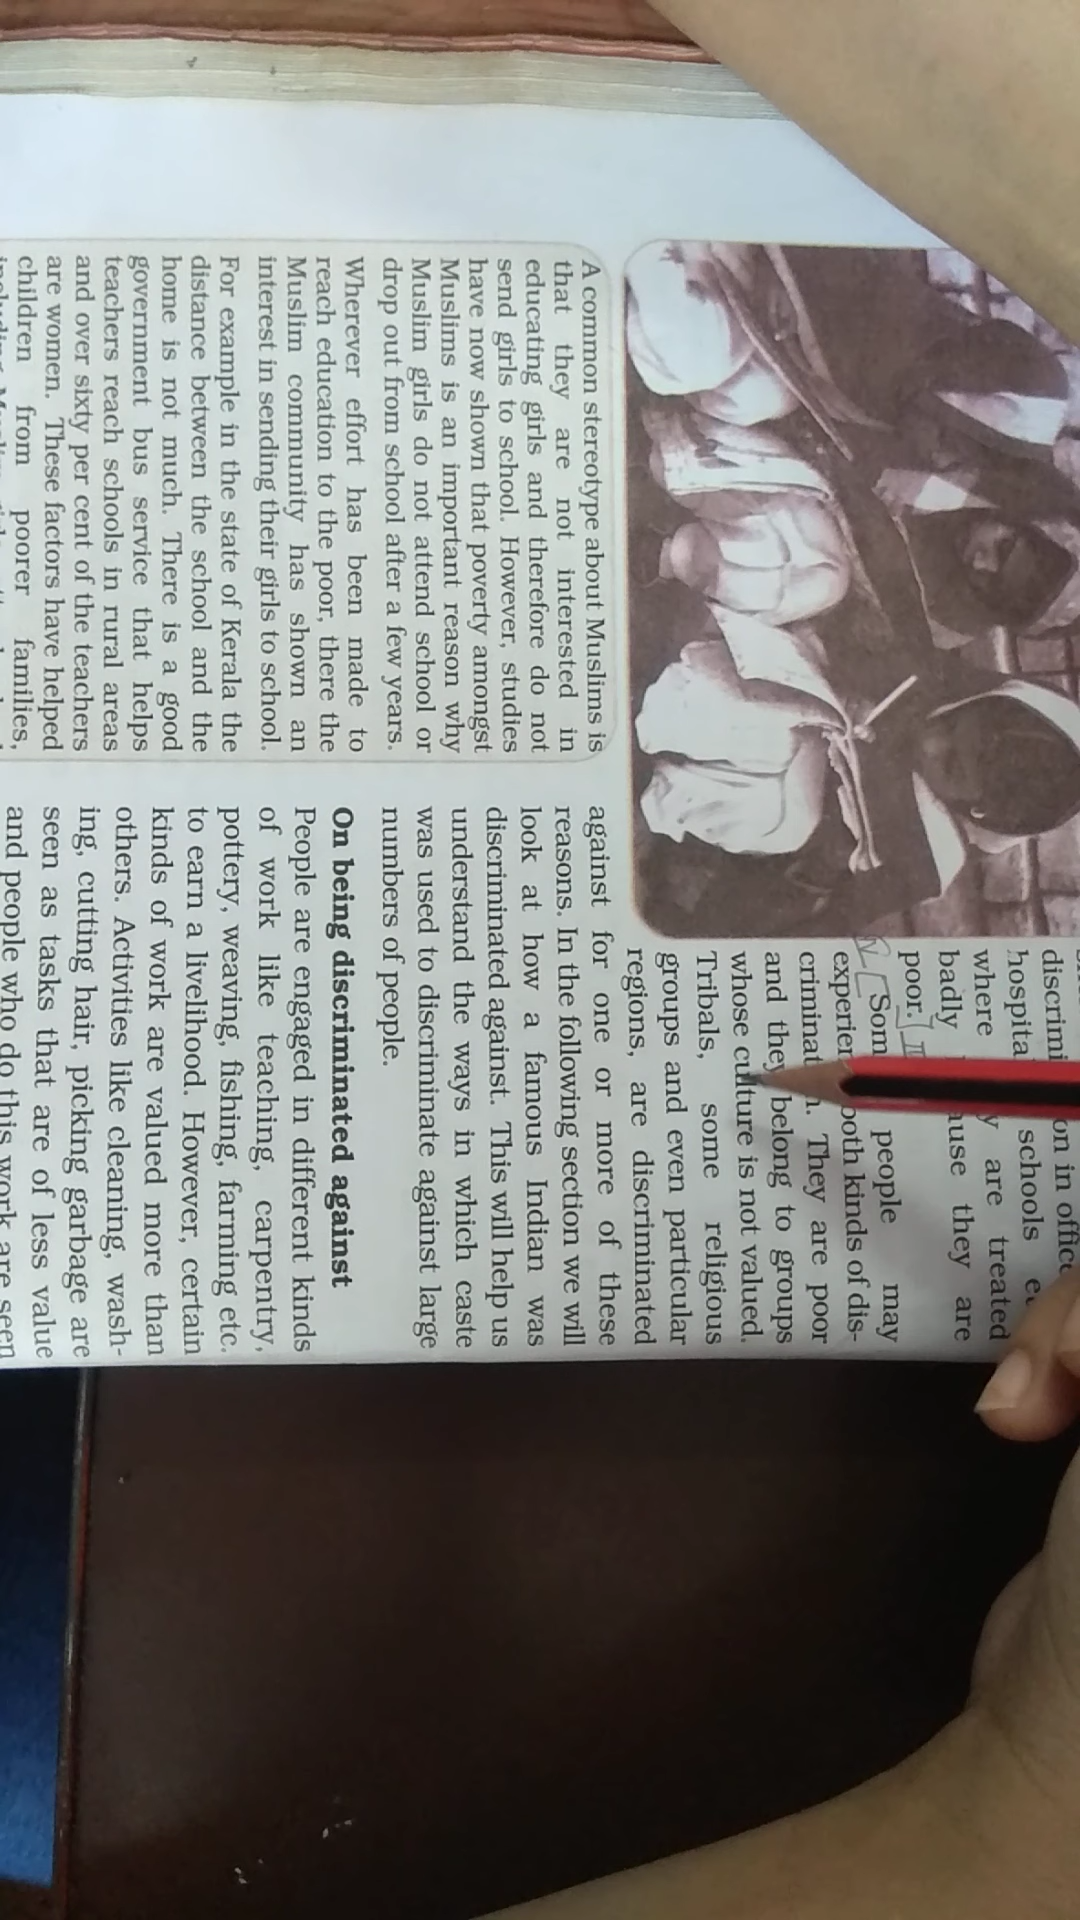 A common stereotype about Muslims is
that they are not interested in
educating girls and therefore do not
send girls to school. However, studies
have now shown that poverty amongst
Muslims is an important reason why
Muslim girls do not attend school or
drop out from school after a few years.
Wherever effort has been made to
reach education to the poor, there the
Muslim community has shown an
interest in sending their girls to school.
For example in the state of Kerala the
distance between the school and the
home is not much. There is a good
government bus service that helps
teachers reach schools in rural areas
and over sixty per cent of the teachers
are women. These factors have helped
children from poorer families,
where are treated
badly they are
poor.
people may
both kinds of dis-
They are poor
and they belong to groups
whose culture is not valued.
Tribals, some religious
groups and even particular
regions, are discriminated
against for one or more of these
reasons. In the following section we will
look at how a famous Indian was
discriminated against. This will help us
understand the ways in which caste
was used to discriminate against large
numbers of people.
On being discriminated against
People are engaged in different kinds
of work like teaching, carpentry,
pottery, weaving, fishing, farming etc.
to earn a livelihood. However, certain
kinds of work are valued more than
others. Activities like cleaning, wash-
ing, cutting hair, picking garbage are
seen as tasks that are of less value
and people who do this work are seen